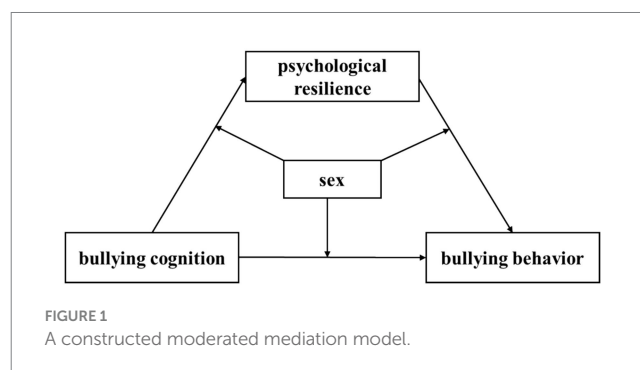 psychological
resilience
sex
bullying cognition
bullying behavior
FIGURE 1
A constructed moderated mediation model.